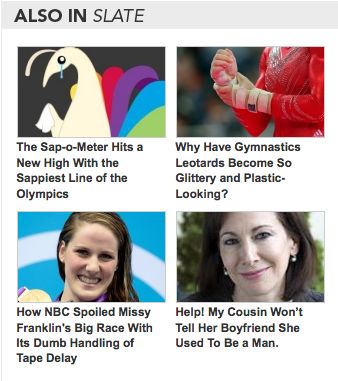 ALSO IN SLATE
The Sap-o-Meter Hits a
New High With the
Sappiest Line of the
Olympics
Why Have Gymnastics
Leotards Become So
Glittery and Plastic-
Looking?
How NBC Spoiled Missy
Franklin's Big Race With
Its Dumb Handling of
Tape Delay
Help! My Cousin Won't
Tell Her Boyfriend She
Used To Be a Man.